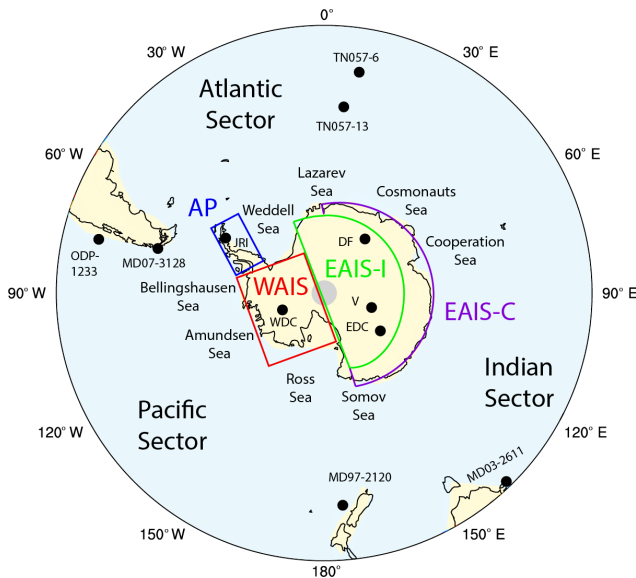 0°
30° W
30° E
TN057-6
Atlantic
Sector
TN057-13
60° W
60° E
Lazarev
Sea
Cosmonauts
Sea
AP
Weddell
Sea
JRI
DF
Cooperation
Sea
ODP-
1233
MD07-3128
EAIS-I
Bellingshausen
Sea
WAIS
90° W
90° E
V
EAIS-C
WDC
EDC
Amundsen
Sea
Ross
Sea
Somov
Sea
Indian
Sector
Pacific
Sector
120° W
120° E
MD97-2120
MD03-2611
150° W
150° E
180°